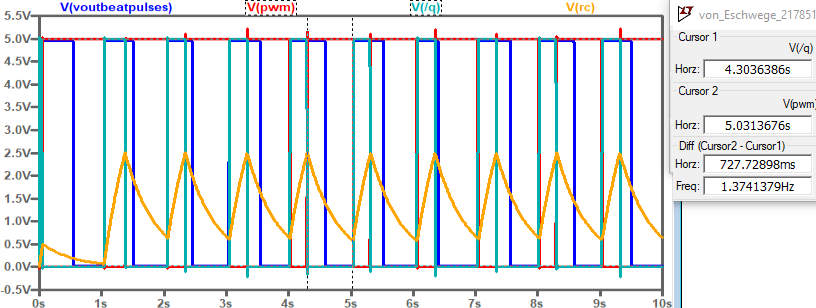 V(voutbeatpulses) V(pwm) V(/q) V(rc)
5.5V
5.0V
4.5V
4.0V
3.5V
3.0V
2.5V
2.0V
1.5V
1.0V
0.5V
0.0V
-0.5V
0s 1s 2s 3s 4s 5s 6s 7s 8s 9s 10s
von_Eschwege_217851
Cursor 1
V(/q)
Horz: 4.3036386s
Cursor 2
V(pwm)
Horz: 5.0313676s
Diff (Cursor2 - Cursor1)
Horz: 727.72898ms
Freq: 1.3741379Hz